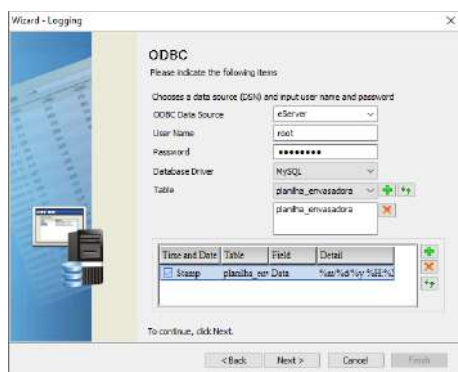 Wizard - Logging
ODBC
Please indicate the following items
Chooses a data source (DSN) and input user name and password
ODBC Data Source eServer
User Name root
Password ••••••••
Database Driver MySQL
Table planilha_envasadora
planilha_envasadora
Time and Date Table Field Detail
Stamp planilha_env Data %m/%d/%y %H:%
To continue, click Next.
< Back Next > Cancel Finish